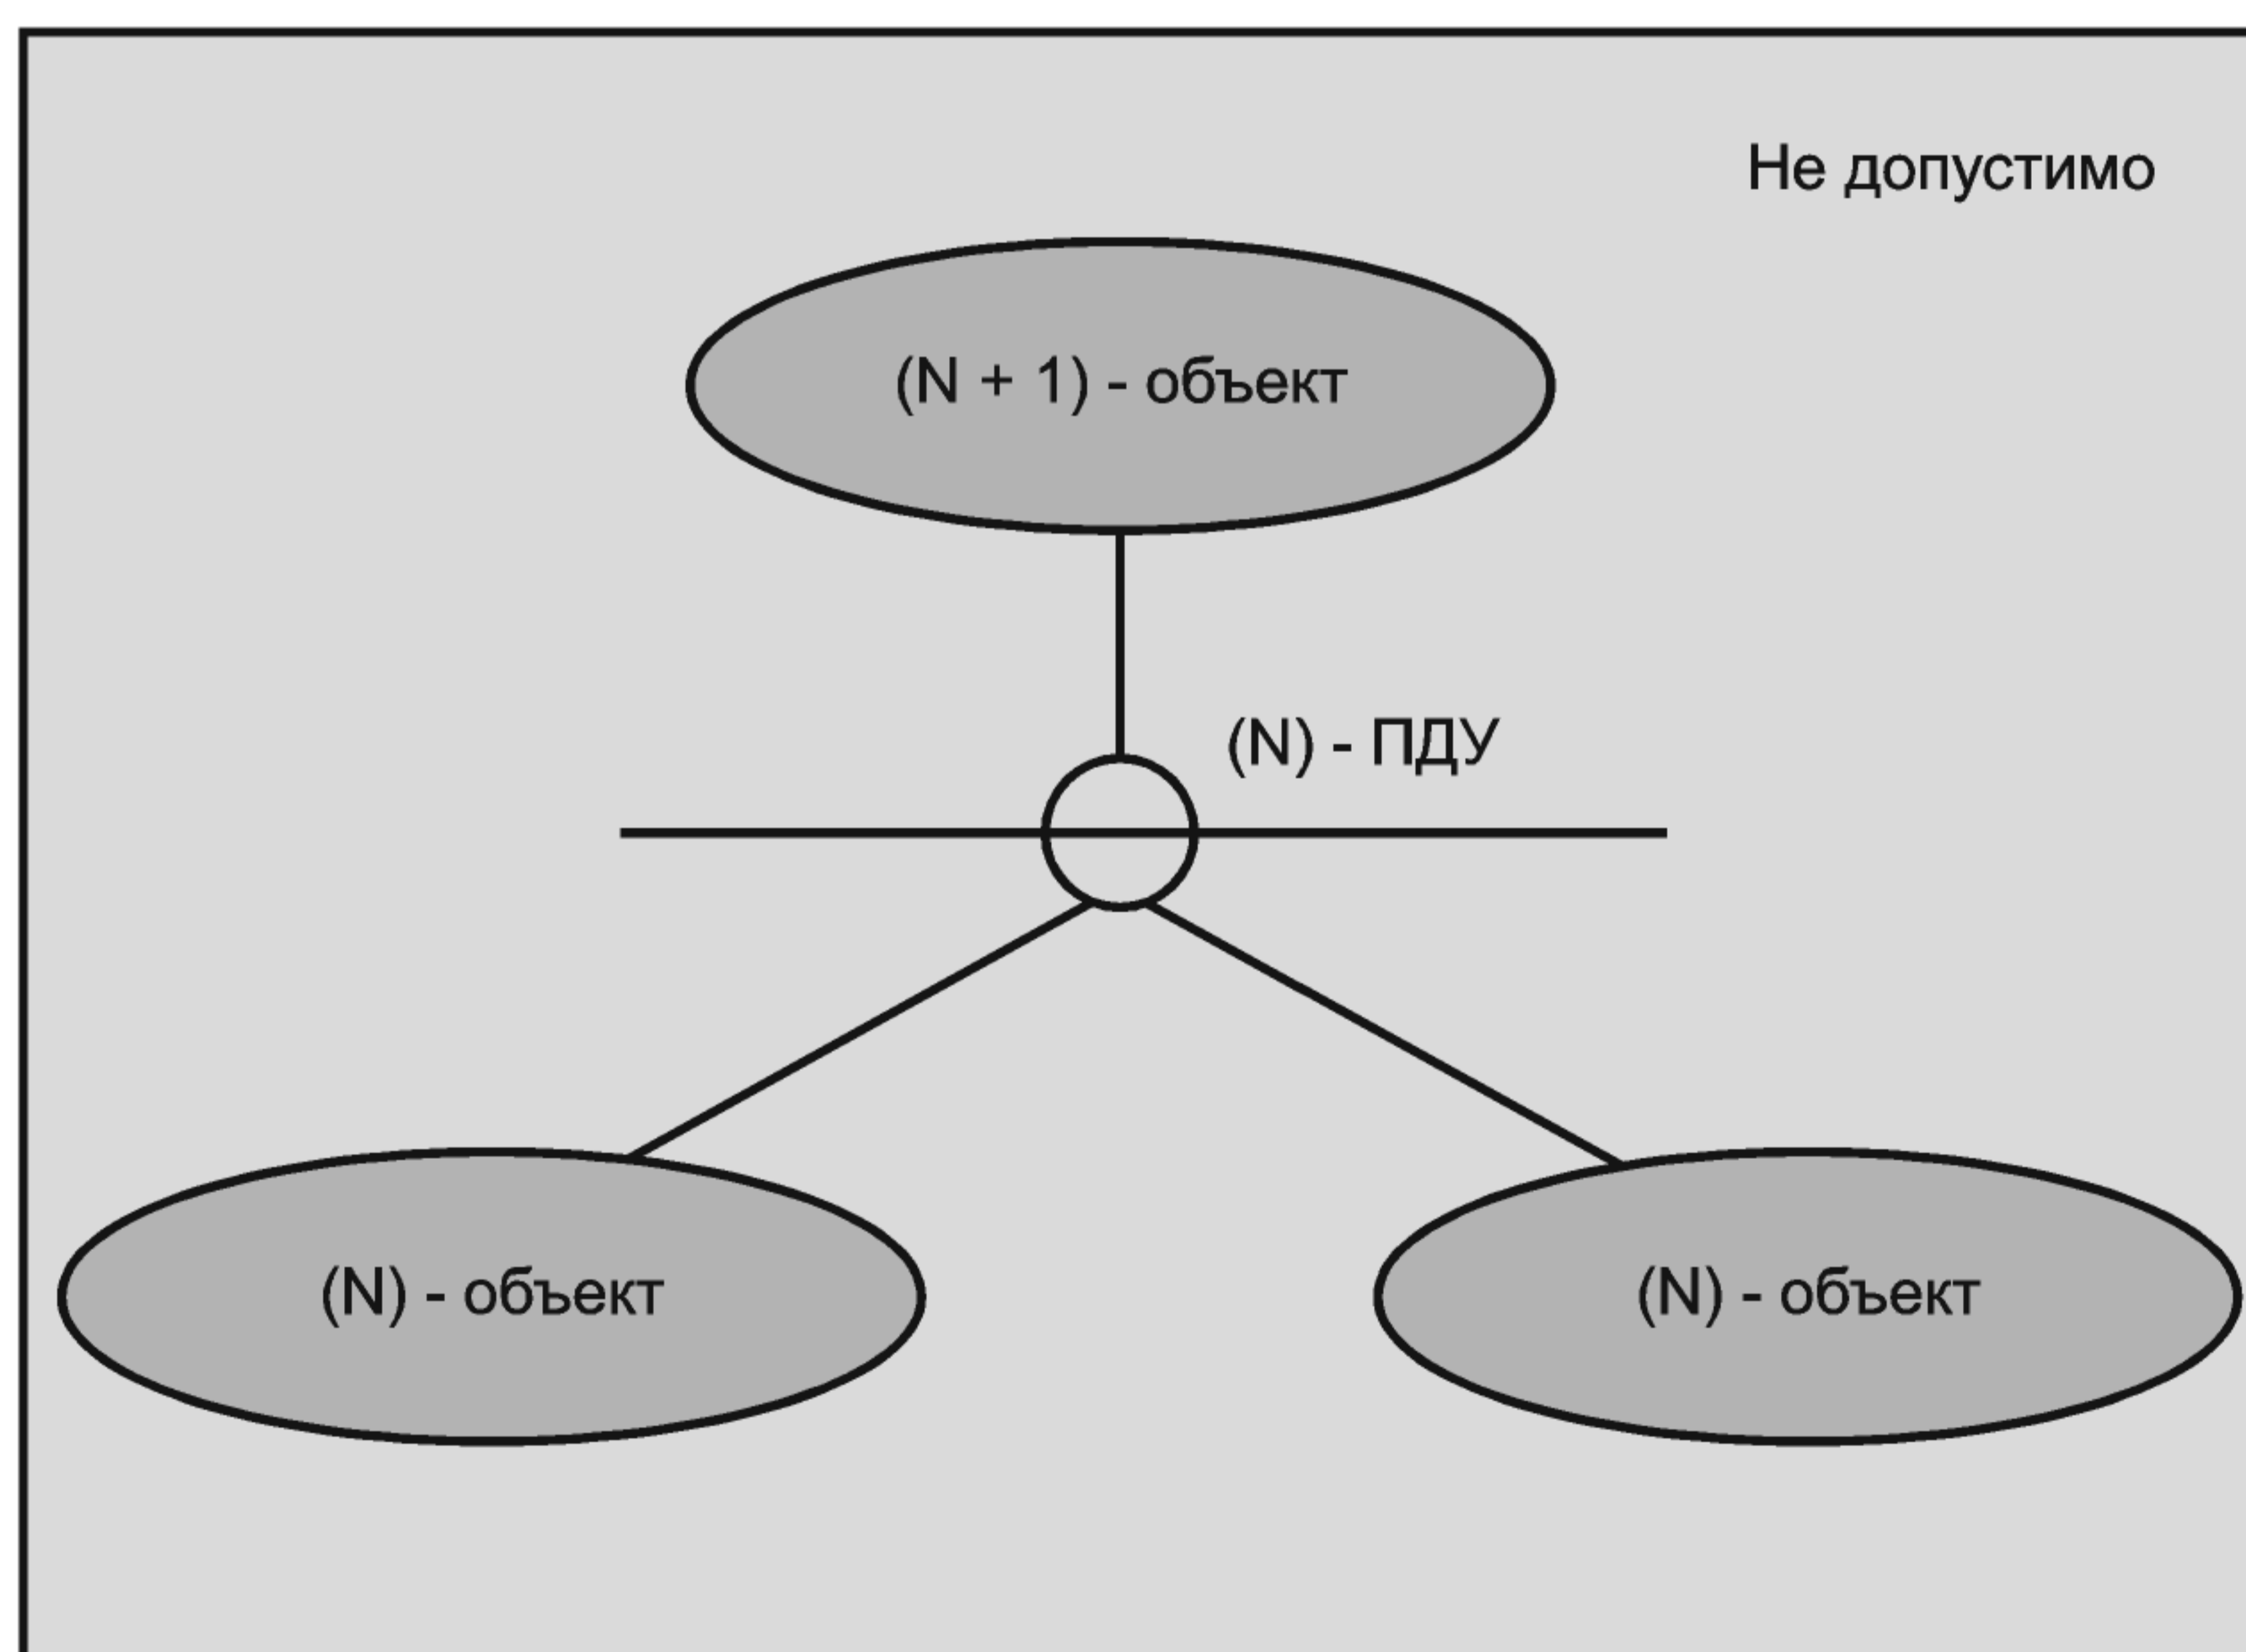 Не допустимо
(N + 1) - объект
(N) - ПДУ
(N) - объект
(N) - объект